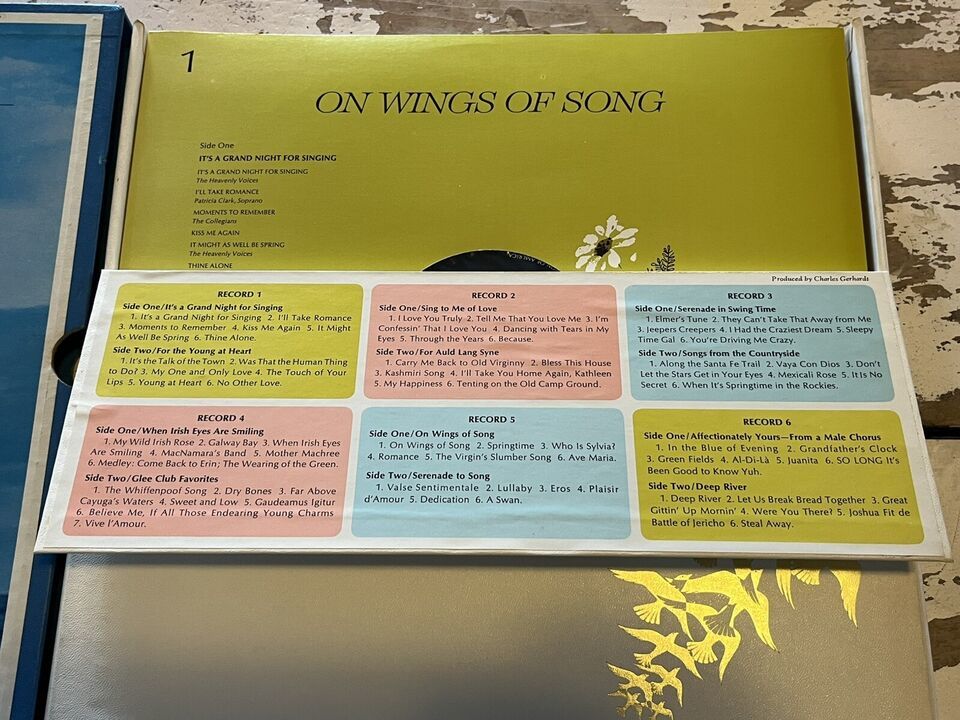 1
ON WINGS OF SONG
Side One
IT'S A GRAND NIGHT FOR SINGING
IT'S A GRAND NIGHT FOR SINGING
The Heavenly Voices
I'LL TAKE ROMANCE
Patricia Clark, Soprano
MOMENTS TO REMEMBER
The Collegians
KISS ME AGAIN
IT MIGHT AS WELL BE SPRING
The Heavenly Voices
THINE ALONE
OF AMERICA
Produced by Charles Gerhardt
RECORD 1
Side One/It's a Grand Night for Singing
1. It's a Grand Night for Singing 2. I'll Take Romance
3. Moments to Remember 4. Kiss Me Again 5. It Might
As Well Be Spring 6. Thine Alone.
Side Two/For the Young at Heart
1. It's the Talk of the Town 2. Was That the Human Thing
to Do? 3. My One and Only Love 4. The Touch of Your
Lips 5. Young at Heart 6. No Other Love.
RECORD 2
Side One/Sing to Me of Love
1. I Love You Truly 2. Tell Me That You Love Me 3. I'm
Confessin' That I Love You 4. Dancing with Tears in My
Eyes 5. Through the Years 6. Because.
Side Two/For Auld Lang Syne
1. Carry Me Back to Old Virginny 2. Bless This House
3. Kashmiri Song 4. I'll Take You Home Again, Kathleen
5. My Happiness 6. Tenting on the Old Camp Ground.
RECORD 3
Side One/Serenade in Swing Time
1. Elmer's Tune 2. They Can't Take That Away from Me
3. Jeepers Creepers 4. I Had the Craziest Dream 5. Sleepy
Time Gal 6. You're Driving Me Crazy.
Side Two/Songs from the Countryside
1. Along the Santa Fe Trail 2. Vaya Con Dios 3. Don't
Let the Stars Get in Your Eyes 4. Mexicali Rose 5. It Is No
Secret 6. When It's Springtime in the Rockies.
RECORD 4
Side One/When Irish Eyes Are Smiling
1. My Wild Irish Rose 2. Galway Bay 3. When Irish Eyes
Are Smiling 4. MacNamara's Band 5. Mother Machree
6. Medley: Come Back to Erin; The Wearing of the Green.
Side Two/Glee Club Favorites
1. The Whiffenpoof Song 2. Dry Bones 3. Far Above
Cayuga's Waters 4. Sweet and Low 5. Gaudeamus Igitur
6. Believe Me, If All Those Endearing Young Charms
7. Vive l'Amour.
RECORD 5
Side One/On Wings of Song
1. On Wings of Song 2. Springtime 3. Who Is Sylvia?
4. Romance 5. The Virgin's Slumber Song 6. Ave Maria.
Side Two/Serenade to Song
1. Valse Sentimentale 2. Lullaby 3. Eros 4. Plaisir
d'Amour 5. Dedication 6. A Swan.
RECORD 6
Side One/Affectionately Yours—From a Male Chorus
1. In the Blue of Evening 2. Grandfather's Clock
3. Green Fields 4. Al-Di-Là 5. Juanita 6. SO LONG It's
Been Good to Know Yuh.
Side Two/Deep River
1. Deep River 2. Let Us Break Bread Together 3. Great
Gittin' Up Mornin' 4. Were You There? 5. Joshua Fit de
Battle of Jericho 6. Steal Away.